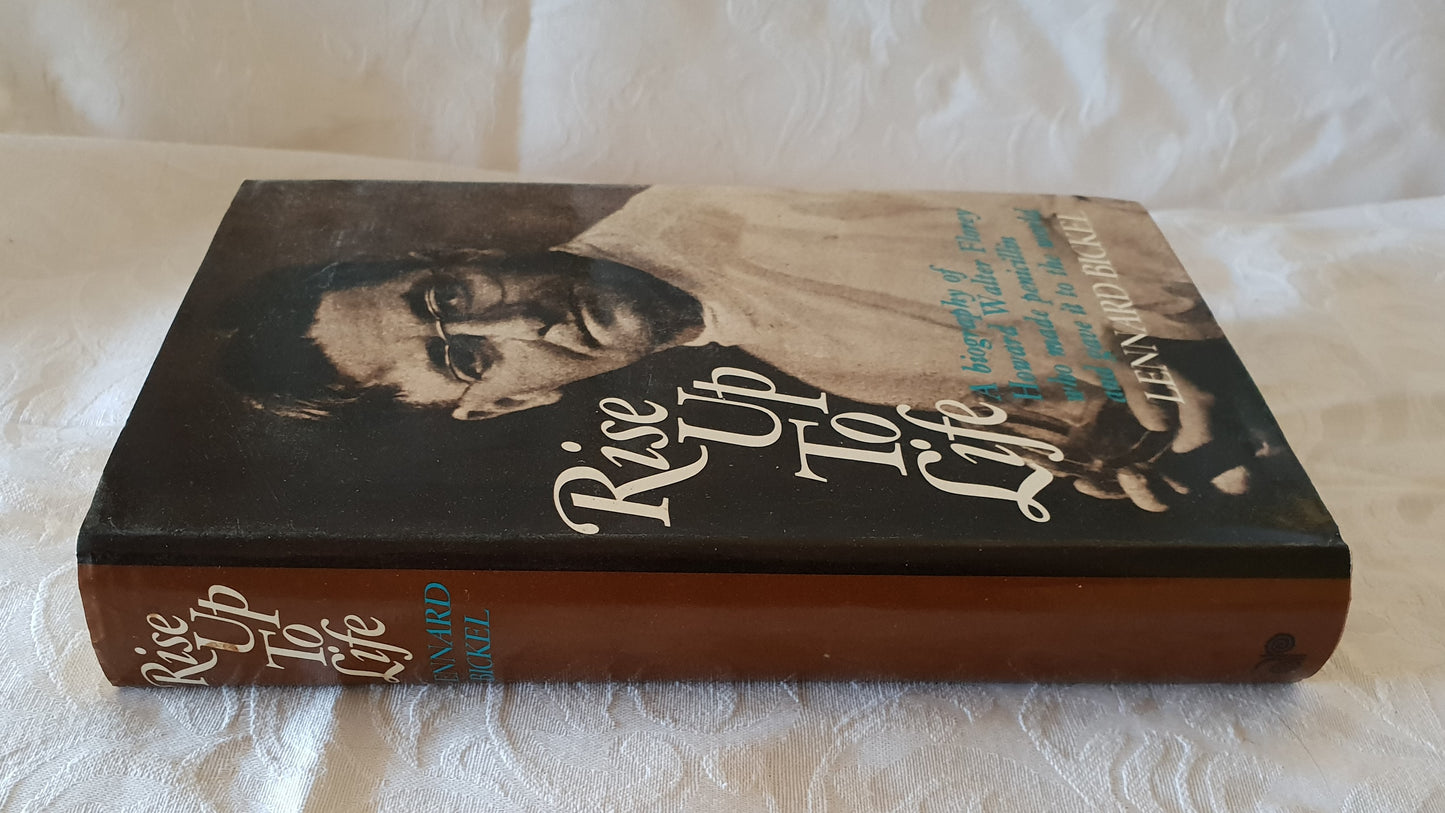 Rise
Up
To
Life
A biography of
Howard Walter Florey
who made penicillin
and gave it to the world
LENNARD BICKEL
Rise
Up
To
Life
LENNARD
BICKEL